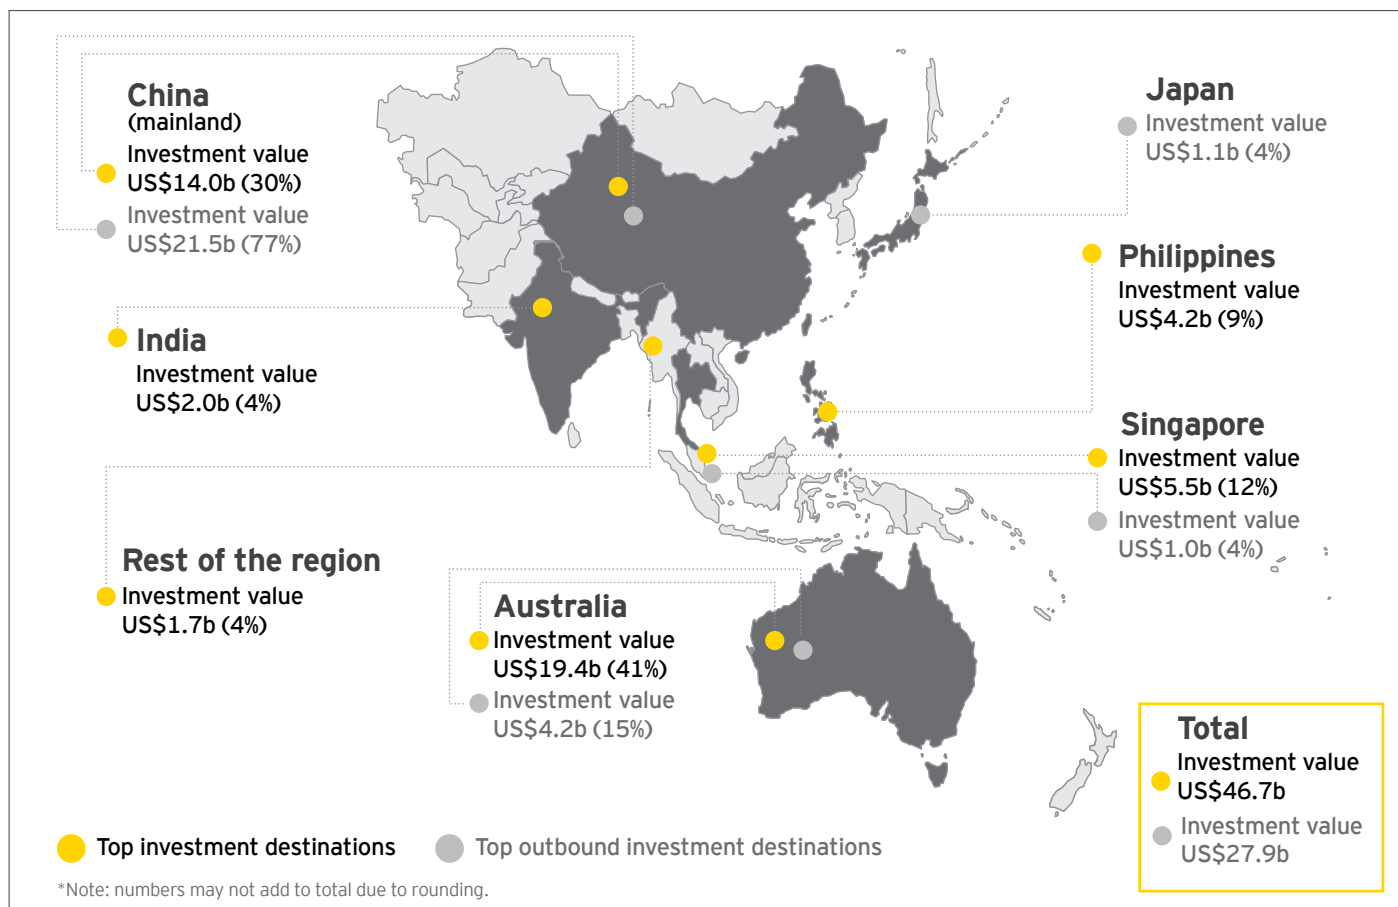 China
(mainland)
Investment value
US$14.0b (30%)
Investment value
US$21.5b (77%)
Japan
Investment value
US$1.1b (4%)
Philippines
Investment value
US$4.2b (9%)
India
Investment value
US$2.0b (4%)
Singapore
Investment value
US$5.5b (12%)
Investment value
US$1.0b (4%)
Rest of the region
Investment value
US$1.7b (4%)
Australia
Investment value
US$19.4b (41%)
Investment value
US$4.2b (15%)
Total
Investment value
US$46.7b
Investment value
US$27.9b
Top investment destinations
Top outbound investment destinations
*Note: numbers may not add to total due to rounding.